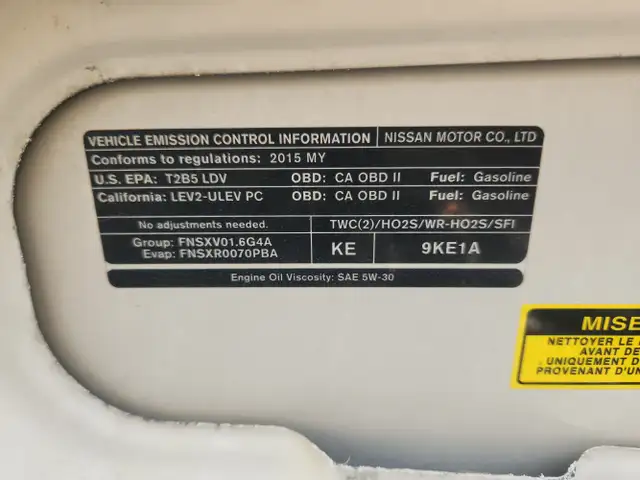 VEHICLE EMISSION CONTROL INFORMATION NISSAN MOTOR CO., LTD
Conforms to regulations: 2015 MY
U.S. EPA: T2B5 LDV OBD: CA OBD II Fuel: Gasoline
California: LEV2-ULEV PC OBD: CA OBD II Fuel: Gasoline
No adjustments needed. TWC(2)/HO2S/WR-HO2S/SFI
Group: FNSXV01.6G4A
Evap: FNSXR0070PBA
KE 9KE1A
Engine Oil Viscosity: SAE 5W-30
MISE
NETTOYER LE
AVANT DE
UNIQUEMENT D
PROVENANT D'UN